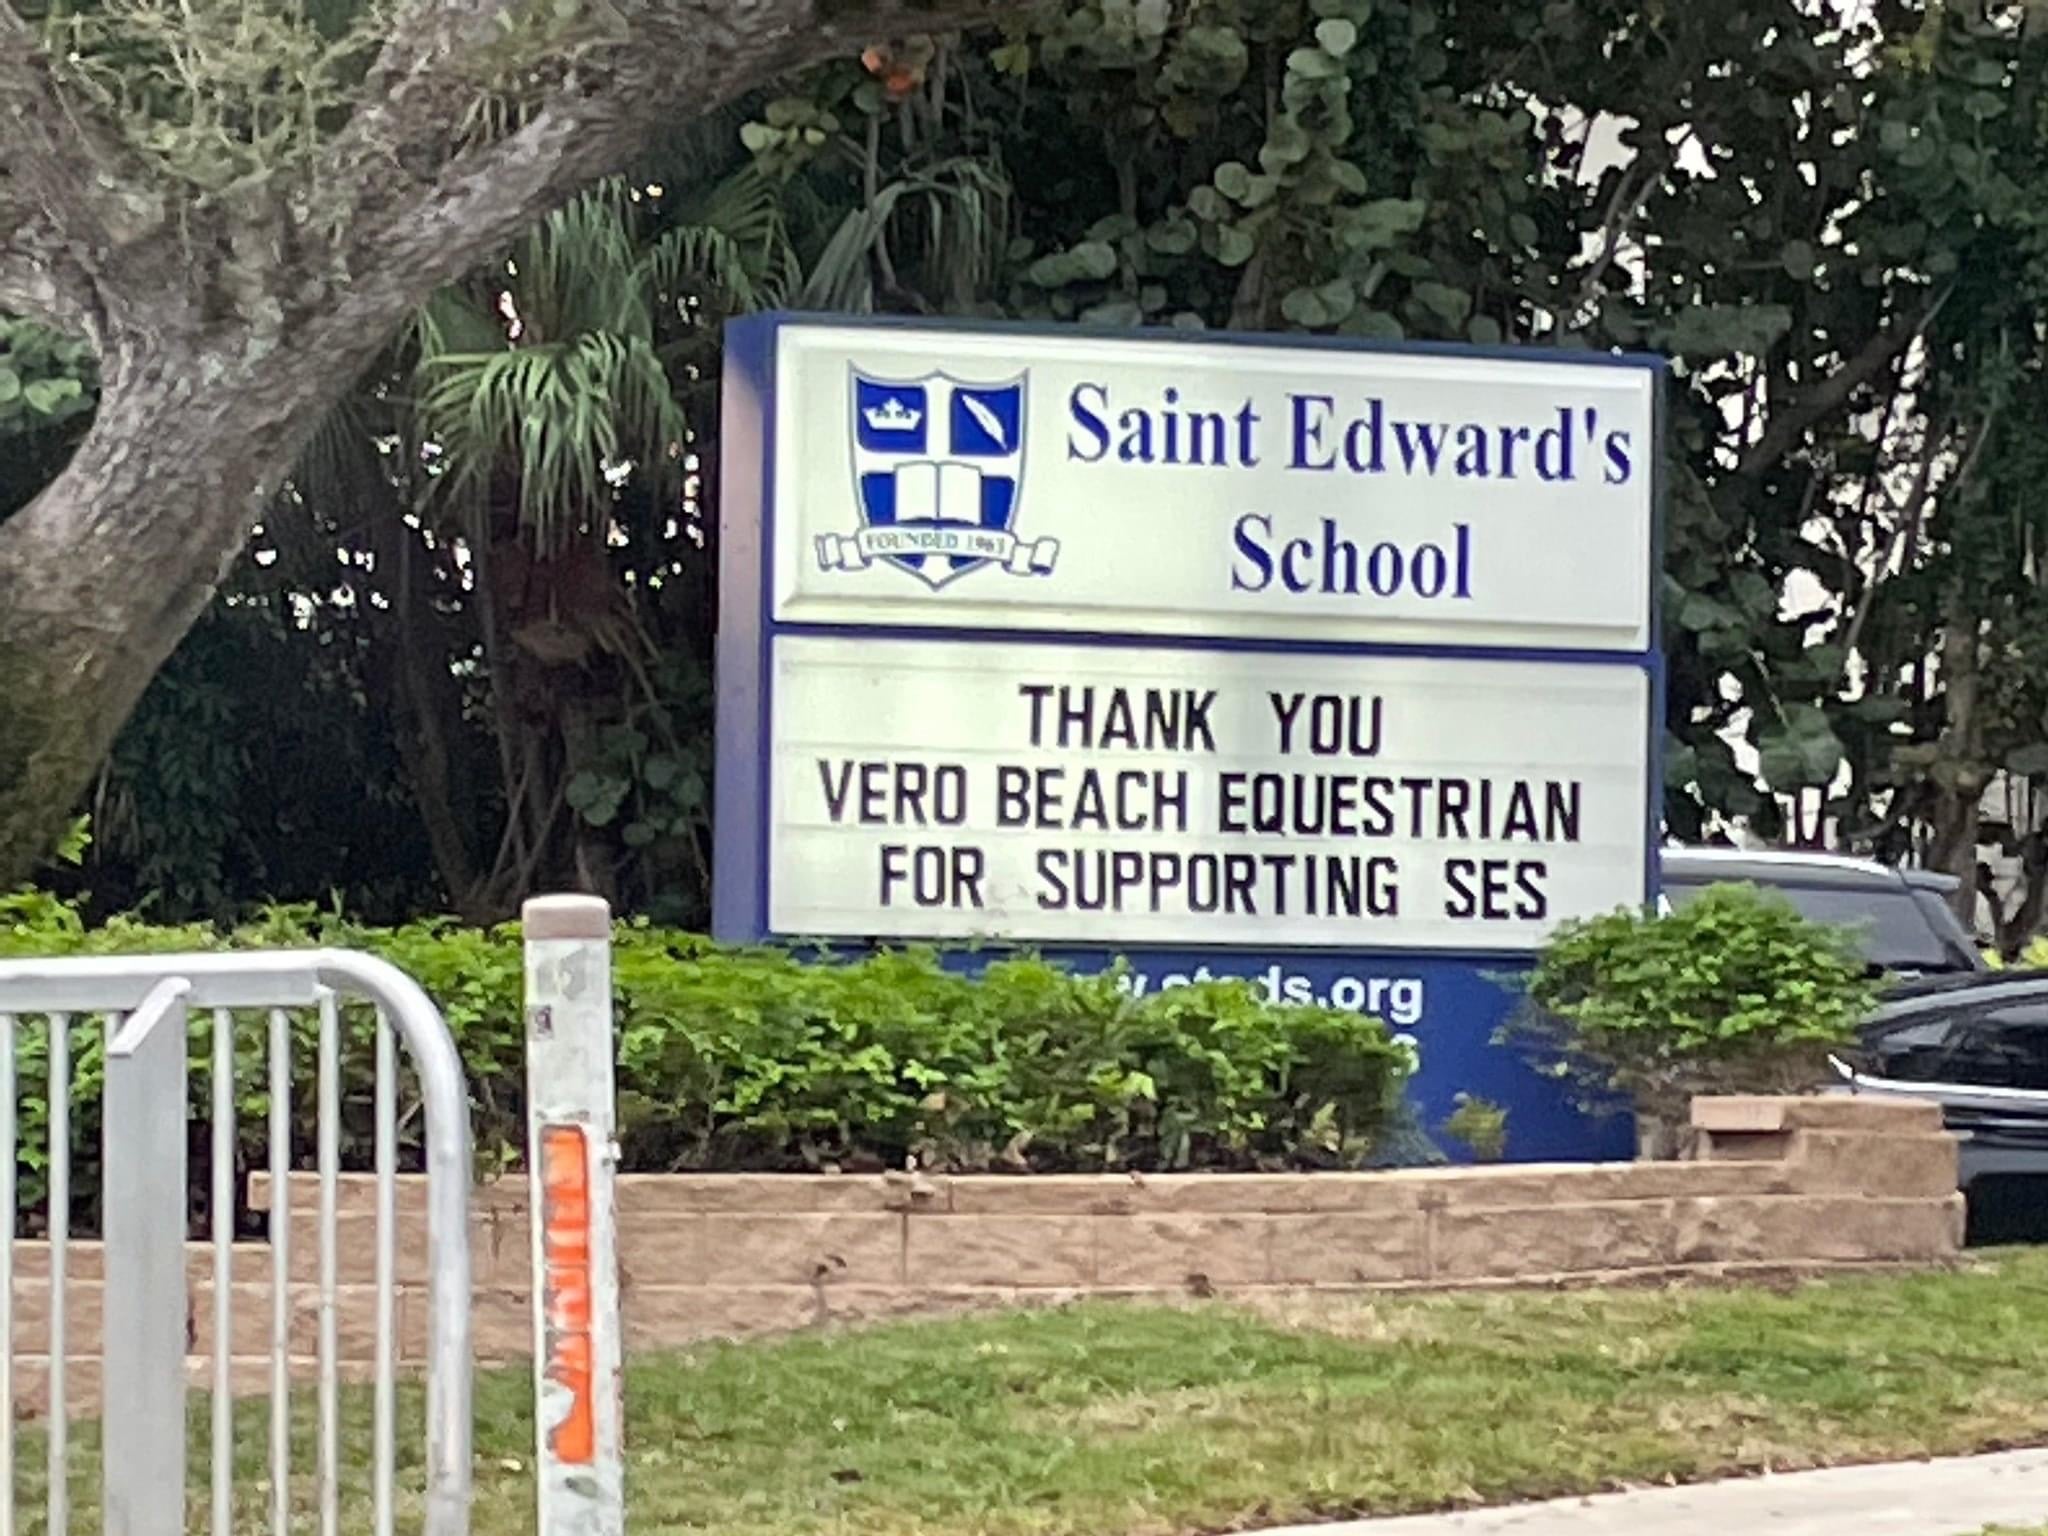 Saint Edward's
School
FOUNDED 1965
THANK YOU
VERO BEACH EQUESTRIAN
FOR SUPPORTING SES